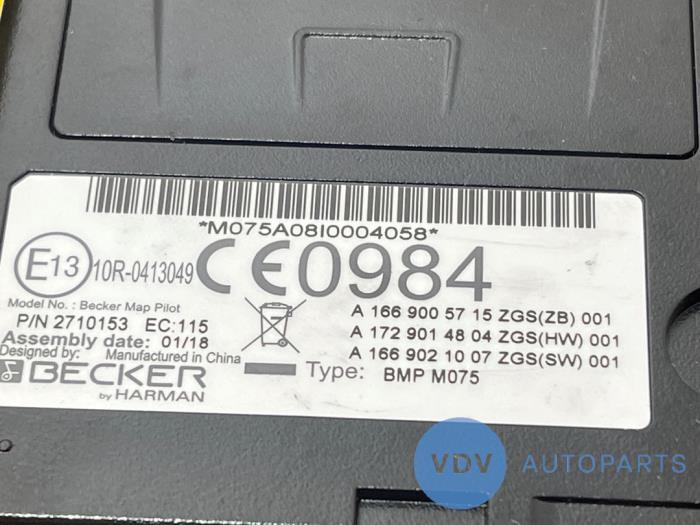 *M075A08I0004058*
E13 10R-0413049 CE0984
Model No. : Becker Map Pilot
P/N 2710153 EC:115
Assembly date: 01/18
Designed by: Manufactured in China
BECKER
by HARMAN
A 166 900 57 15 ZGS(ZB) 001
A 172 901 48 04 ZGS(HW) 001
A 166 902 10 07 ZGS(SW) 001
Type: BMP M075
VDV AUTOPARTS